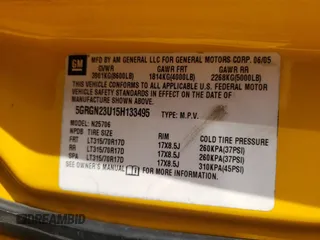 GM
MFD BY AM GENERAL LLC FOR GENERAL MOTORS CORP. 06/05
GVWR GAWR FRT GAWR RR
3901KG(8600LB) 1814KG(4000LB) 2268KG(5000LB)
THIS VEHICLE CONFORMS TO ALL APPLICABLE U.S. FEDERAL
MOTOR VEHICLE SAFETY STANDARDS IN EFFECT ON THE DATE OF
MANUFACTURE SHOWN ABOVE.
5GRGN23U15H133495 TYPE: M.P.V.
MODEL: N25706
NPDB TIRE SIZE RIM COLD TIRE PRESSURE
FRT LT315/70R17D 17X8.5J 260KPA(37PSI)
RR LT315/70R17D 17X8.5J 260KPA(37PSI)
SPA LT315/70R17D 17X8.5J 310KPA(45PSI)
SEE OWNER'S MANUAL FOR ADDITIONAL INFORMATION.
DREAMBID